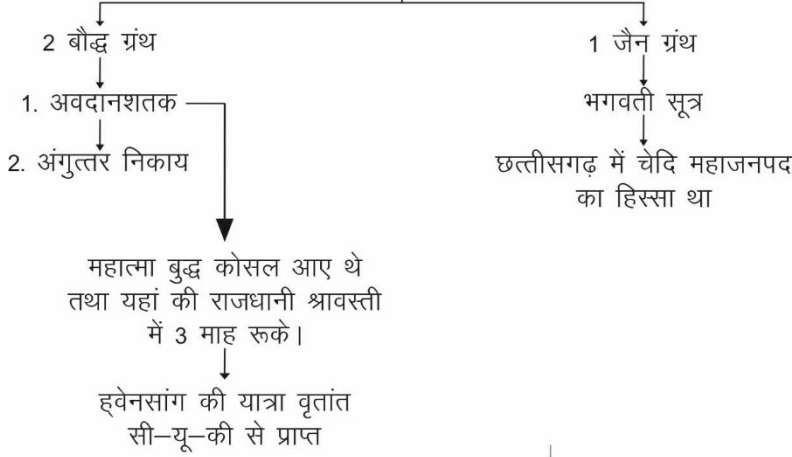 2 बौद्ध ग्रंथ
1. अवदानशतक
2. अंगुत्तर निकाय
महात्मा बुद्ध कोसल आए थे
तथा यहां की राजधानी श्रावस्ती
में 3 माह रूके।
ह्वेनसांग की यात्रा वृतांत
सी–यू–की से प्राप्त
1 जैन ग्रंथ
भगवती सूत्र
छत्तीसगढ़ में चेदि महाजनपद
का हिस्सा था